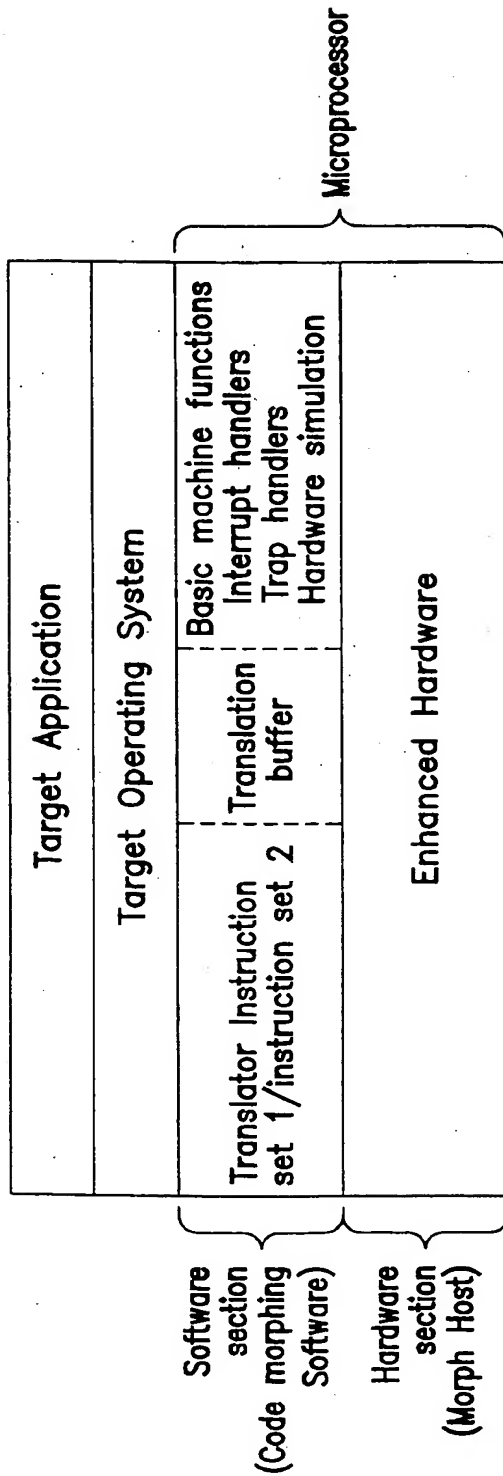 Target Application
Target Operating System
Software
section
(Code morphing
Software)
Translator Instruction
set 1/instruction set 2
Translation
buffer
Basic machine functions
Interrupt handlers
Trap handlers
Hardware simulation
Microprocessor
Hardware
section
(Morph Host)
Enhanced Hardware